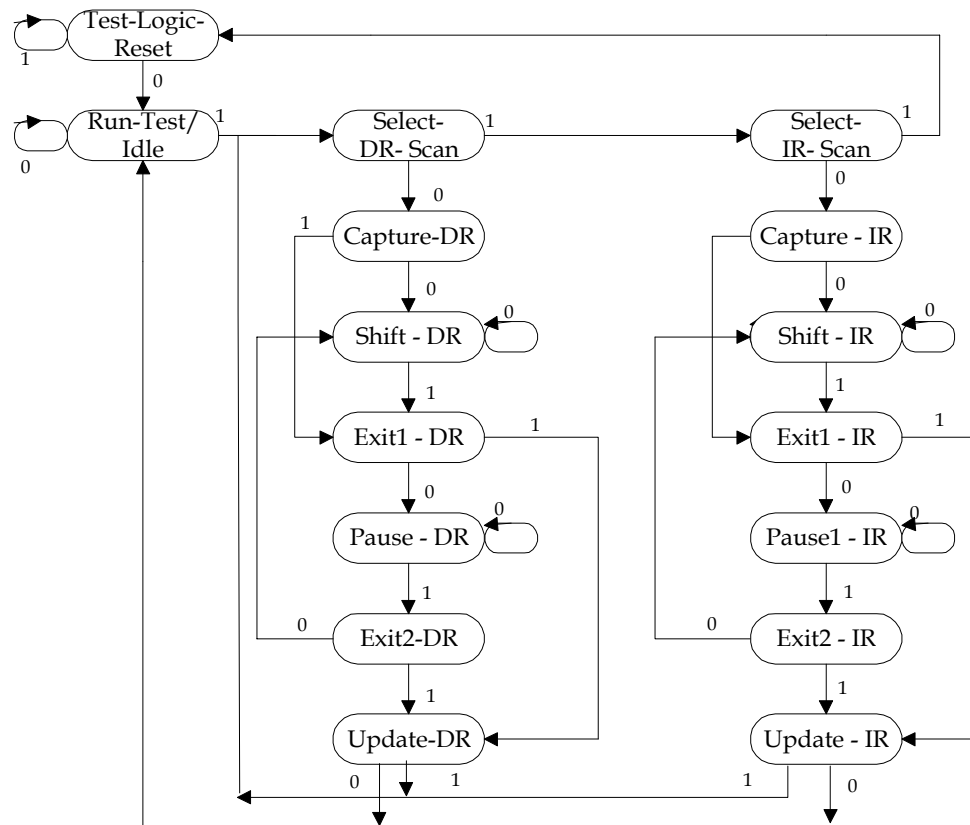 Test-Logic-
Reset
1
0
Run-Test/
Idle
1
0
Select-
DR- Scan
1
Select-
IR- Scan
1
0
0
1
Capture-DR
Capture - IR
0
0
Shift - DR
0
Shift - IR
0
1
1
Exit1 - DR
1
Exit1 - IR
1
0
0
Pause - DR
0
Pause1 - IR
0
1
1
0
Exit2-DR
0
Exit2 - IR
1
1
Update-DR
Update - IR
0
1
1
0